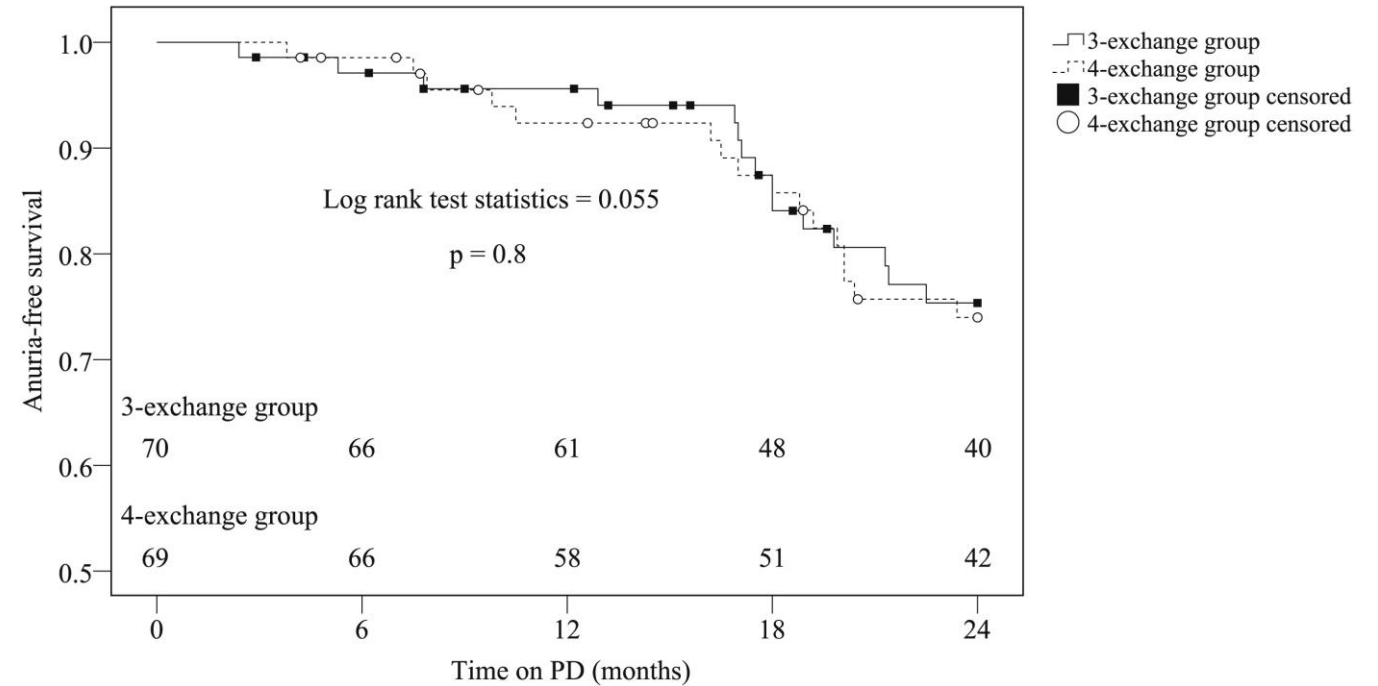 1.0
0.9
0.8
0.7
0.6
0.5
Anuria-free survival
Log rank test statistics = 0.055
p = 0.8
3-exchange group
70 66 61 48 40
4-exchange group
69 66 58 51 42
0 6 12 18 24
Time on PD (months)
3-exchange group
4-exchange group
3-exchange group censored
4-exchange group censored